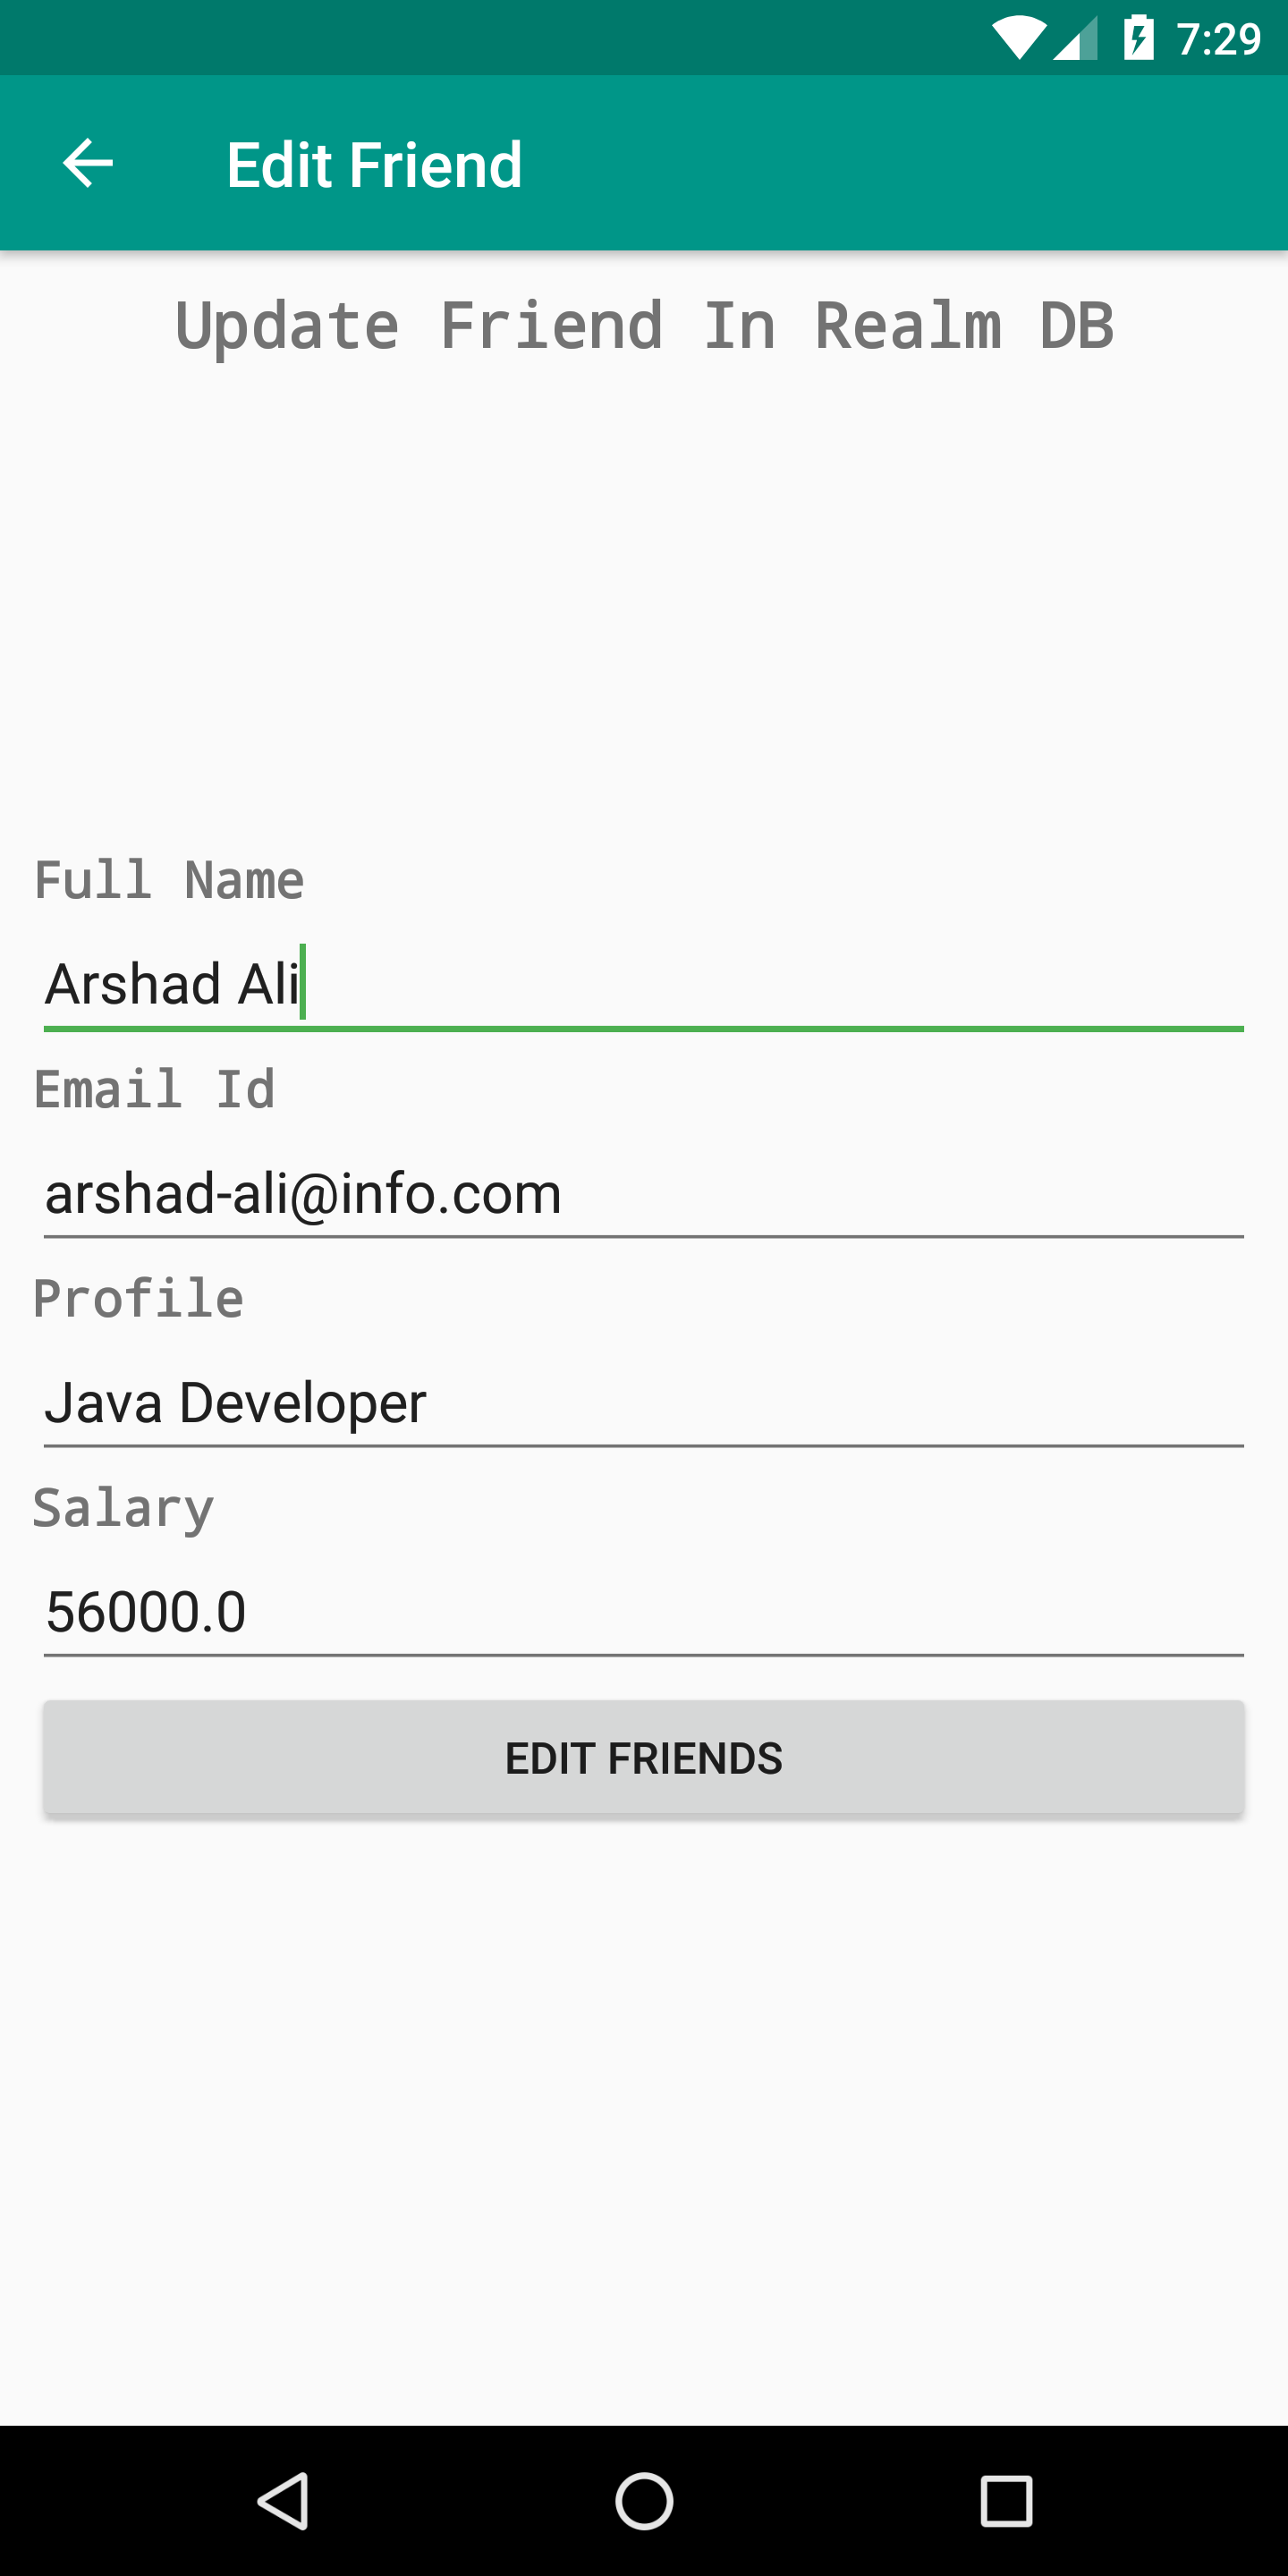 7:29
Edit Friend
Update Friend In Realm DB
Full Name
Arshad Ali
Email Id
arshad-ali@info.com
Profile
Java Developer
Salary
56000.0
EDIT FRIENDS